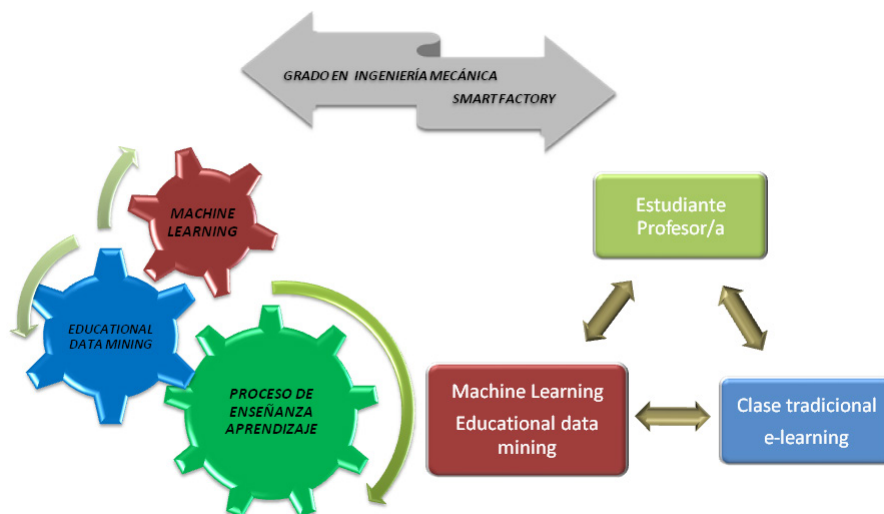 GRADO EN INGENIERÍA MECÁNICA
SMART FACTORY
MACHINE
LEARNING
EDUCATIONAL
DATA MINING
PROCESO DE
ENSEÑANZA
APRENDIZAJE
Estudiante
Profesor/a
Machine Learning
Educational data
mining
Clase tradicional
e-learning